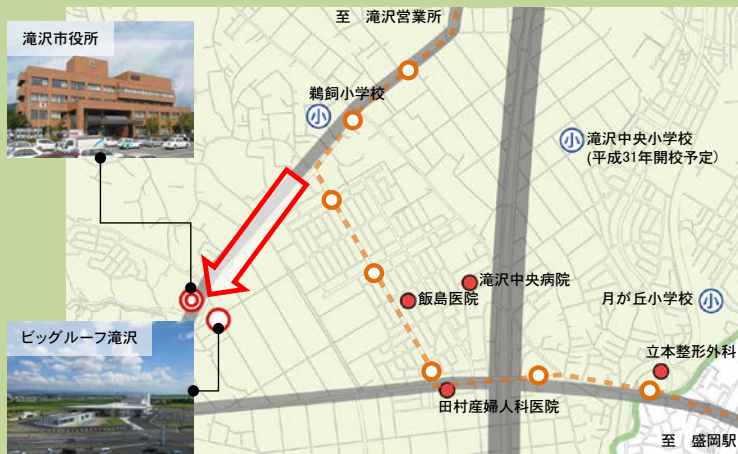 至　滝沢営業所
滝沢市役所
鵜飼小学校
小
小
滝沢中央小学校
(平成31年開校予定)
滝沢中央病院
飯島医院
月が丘小学校
小
ビッグルーフ滝沢
立本整形外科
田村産婦人科医院
至　盛岡駅